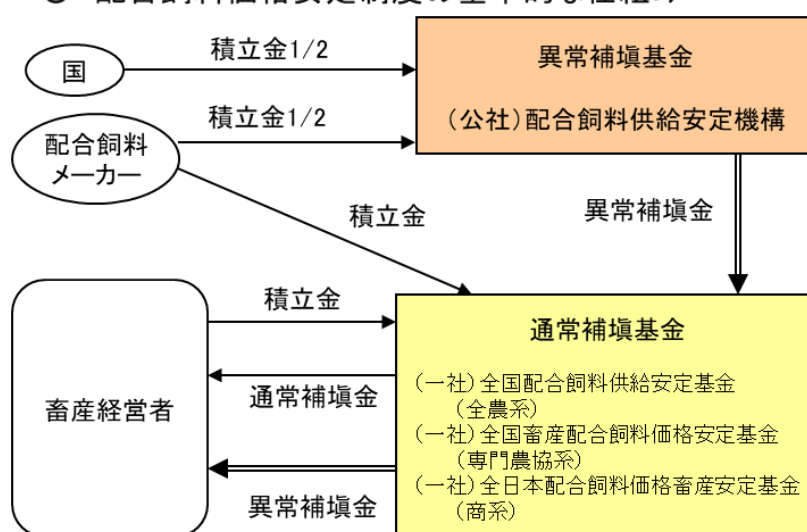 国
積立金1/2
異常補塡基金
(公社)配合飼料供給安定機構
配合飼料
メーカー
積立金1/2
積立金
異常補塡金
畜産経営者
積立金
通常補塡金
異常補塡金
通常補塡基金
(一社)全国配合飼料供給安定基金
(全農系)
(一社)全国畜産配合飼料価格安定基金
(専門農協系)
(一社)全日本配合飼料価格畜産安定基金
(商系)